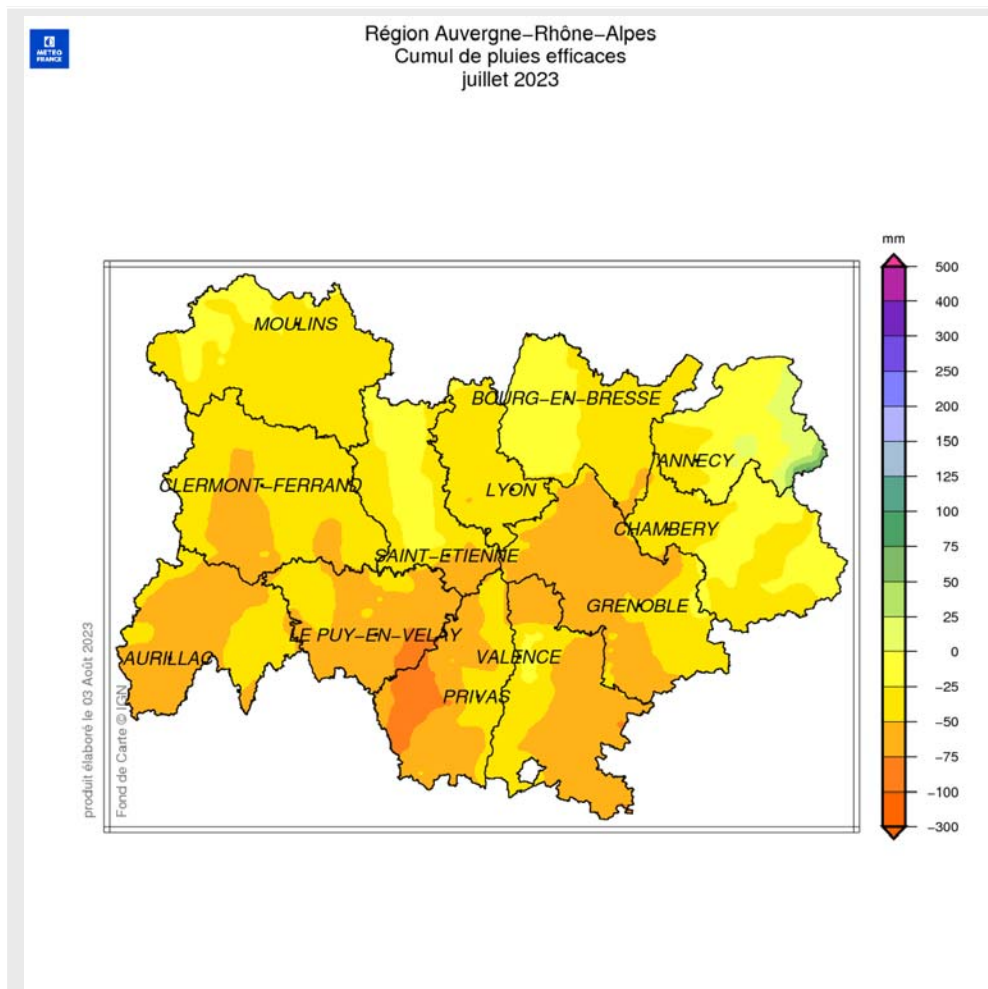 METEO
FRANCE
Région Auvergne−Rhône−Alpes
Cumul de pluies efficaces
juillet 2023
mm
500
400
300
250
200
150
125
100
75
50
25
0
−25
−50
−75
−100
−300
MOULINS
BOURG−EN−BRESSE
ANNECY
CLERMONT−FERRAND
LYON
CHAMBERY
SAINT−ETIENNE
GRENOBLE
LE PUY−EN−VELAY
AURILLAC
VALENCE
PRIVAS
produit élaboré le 03 Août 2023
Fond de Carte © IGN